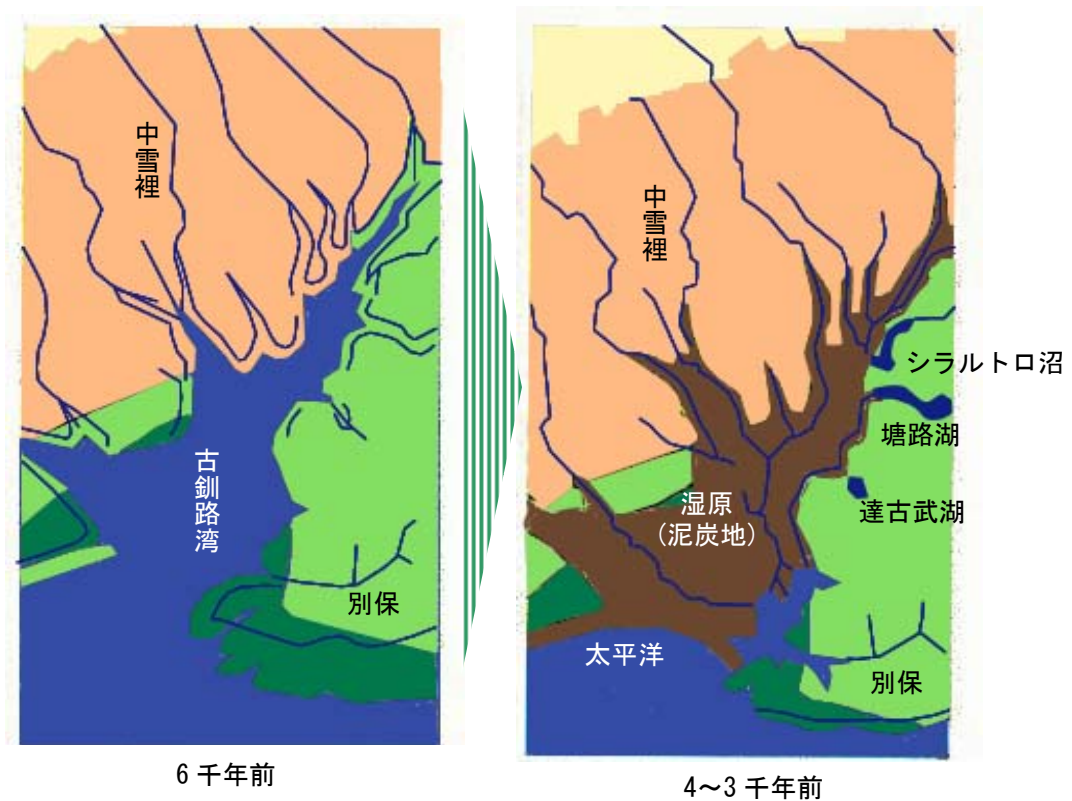 中雪裡
古釧路湾
別保
6千年前
中雪裡
シラルトロ沼
塘路湖
達古武湖
湿原
(泥炭地)
太平洋
別保
4~3千年前